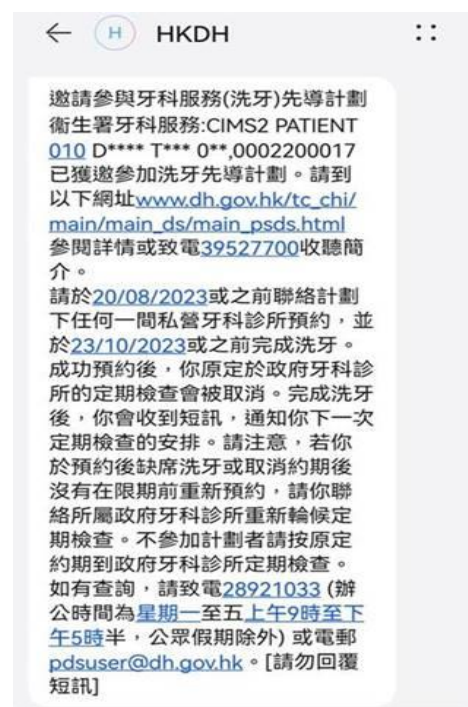 ← H HKDH
邀請參與牙科服務(洗牙)先導計劃
衞生署牙科服務:CIMS2 PATIENT
010 D**** T*** 0**,0002200017
已獲邀參加洗牙先導計劃。請到
以下網址www.dh.gov.hk/tc_chi/
main/main_ds/main_psds.html
參閱詳情或致電39527700收聽簡
介。
請於20/08/2023或之前聯絡計劃
下任何一間私營牙科診所預約，並
於23/10/2023或之前完成洗牙。
成功預約後，你原定於政府牙科診
所的定期檢查會被取消。完成洗牙
後，你會收到短訊，通知你下一次
定期檢查的安排。請注意，若你
於預約後缺席洗牙或取消約期後
沒有在限期前重新預約，請你聯
絡所屬政府牙科診所重新輪候定
期檢查。不參加計劃者請按原定
約期到政府牙科診所定期檢查。
如有查詢，請致電28921033 (辦
公時間為星期一至五上午9時至下
午5時半，公眾假期除外) 或電郵
pdsuser@dh.gov.hk。[請勿回覆
短訊]